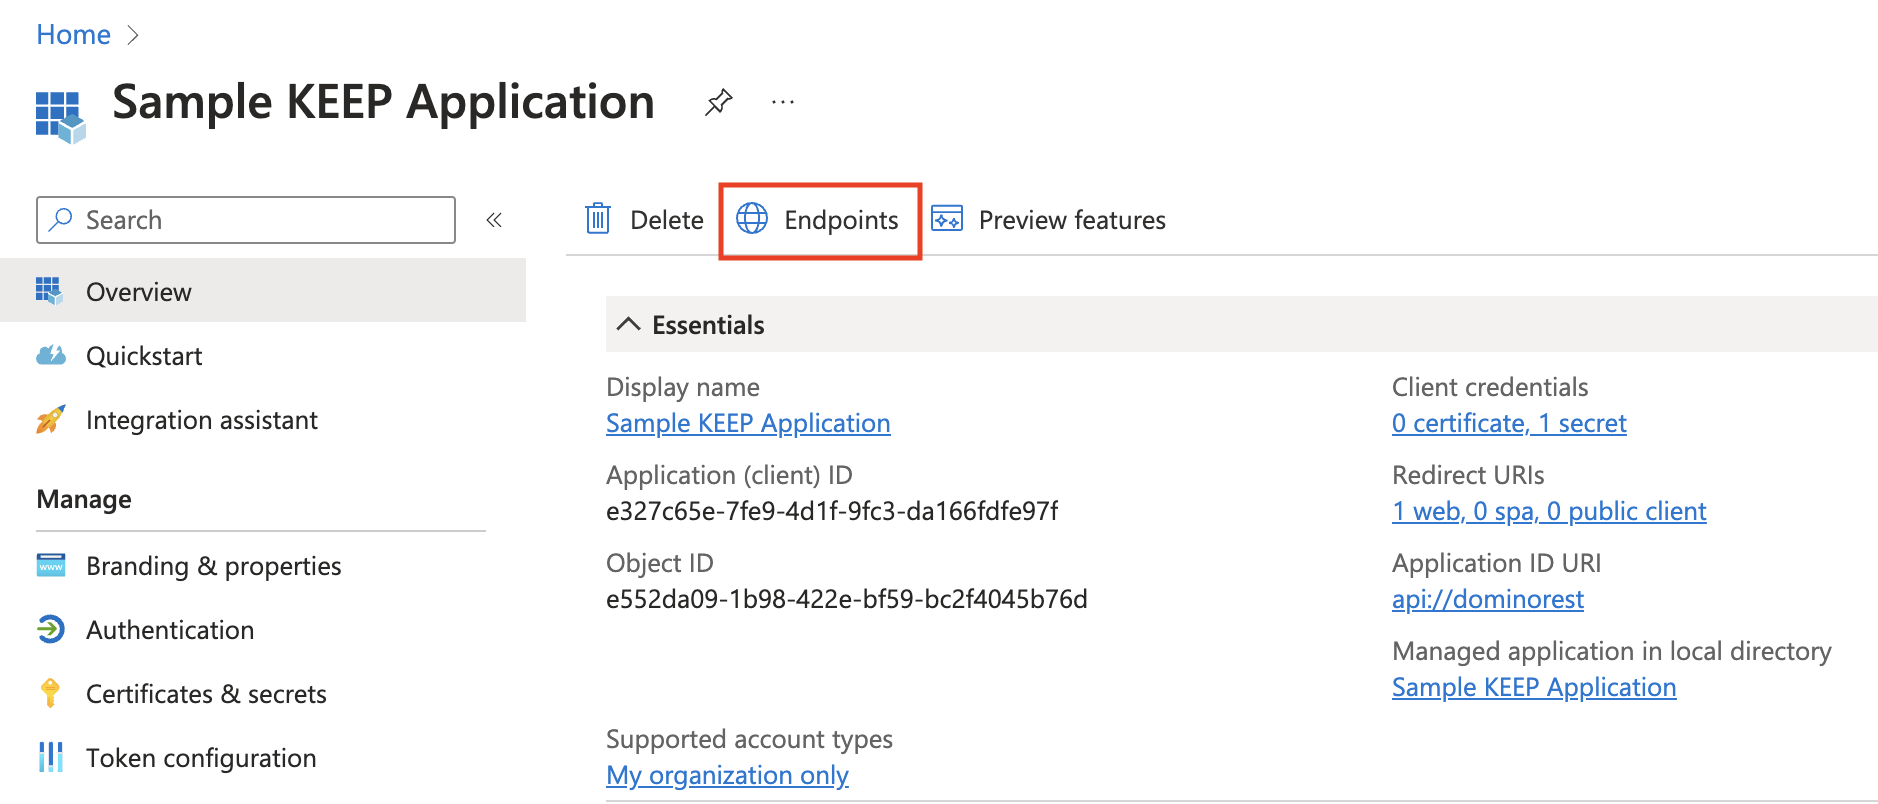 Home
Sample KEEP Application
Search
Delete
Endpoints
Preview features
Overview
Quickstart
Integration assistant
Manage
Branding & properties
Authentication
Certificates & secrets
Token configuration
Essentials
Display name
Sample KEEP Application
Application (client) ID
e327c65e-7fe9-4d1f-9fc3-da166fdfe97f
Object ID
e552da09-1b98-422e-bf59-bc2f4045b76d
Supported account types
My organization only
Client credentials
0 certificate, 1 secret
Redirect URIs
1 web, 0 spa, 0 public client
Application ID URI
api://dominorest
Managed application in local directory
Sample KEEP Application